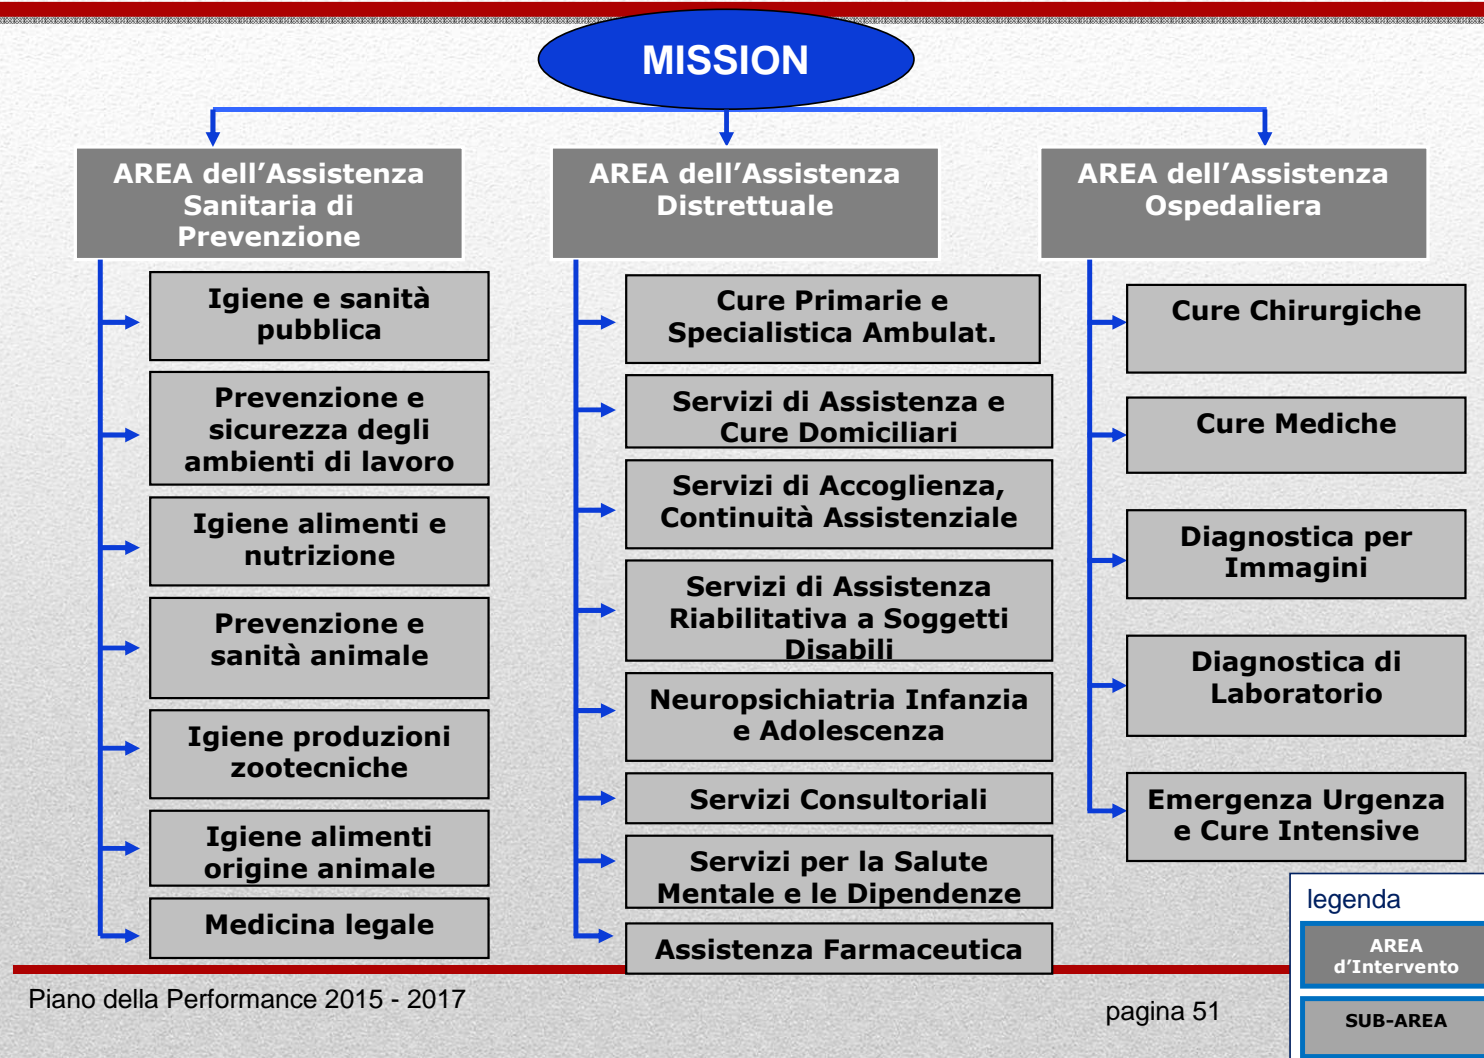 MISSION
AREA dell'Assistenza
Sanitaria di
Prevenzione
Igiene e sanità
pubblica
Prevenzione e
sicurezza degli
ambienti di lavoro
Igiene alimenti e
nutrizione
Prevenzione e
sanità animale
Igiene produzioni
zootecniche
Igiene alimenti
origine animale
Medicina legale
AREA dell'Assistenza
Distrettuale
Cure Primarie e
Specialistica Ambulat.
Servizi di Assistenza e
Cure Domiciliari
Servizi di Accoglienza,
Continuità Assistenziale
Servizi di Assistenza
Riabilitativa a Soggetti
Disabili
Neuropsichiatria Infanzia
e Adolescenza
Servizi Consultoriali
Servizi per la Salute
Mentale e le Dipendenze
Assistenza Farmaceutica
AREA dell'Assistenza
Ospedaliera
Cure Chirurgiche
Cure Mediche
Diagnostica per
Immagini
Diagnostica di
Laboratorio
Emergenza Urgenza
e Cure Intensive
legenda
AREA
d'Intervento
SUB-AREA
Piano della Performance 2015 - 2017
pagina 51